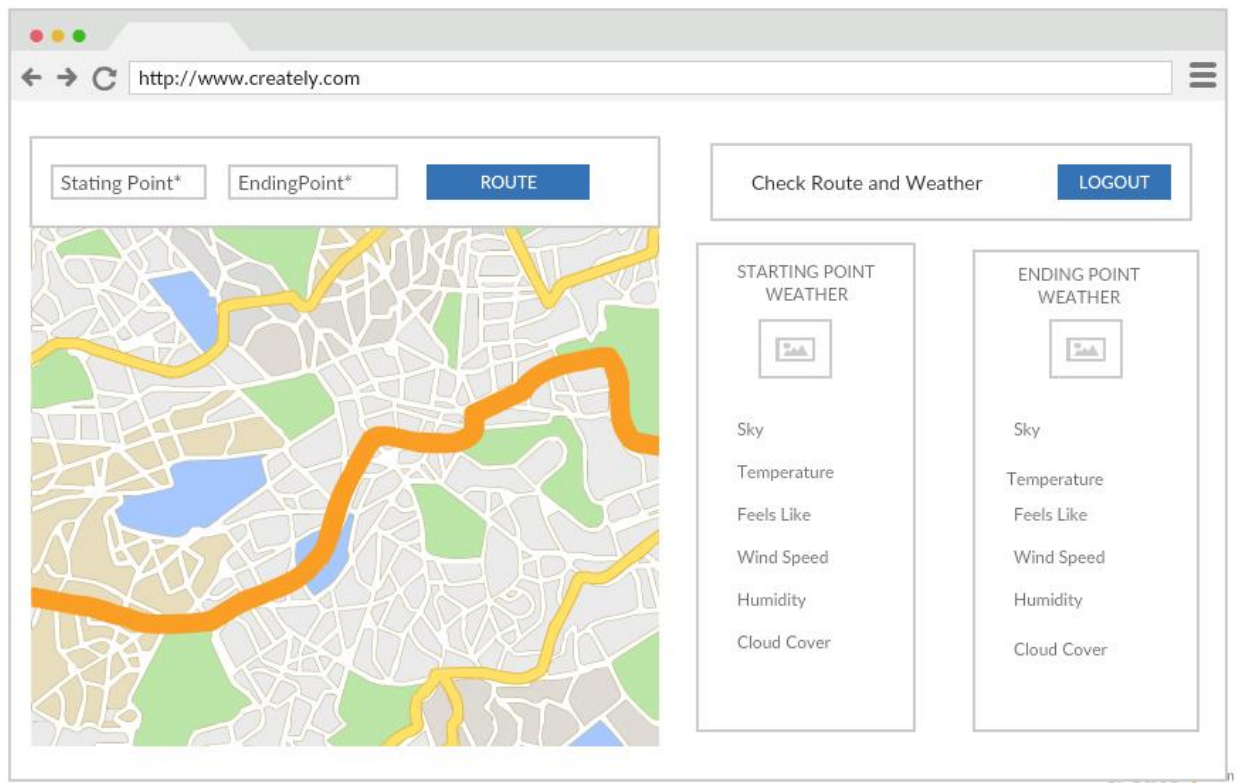 http://www.creately.com
Stating Point*
EndingPoint*
ROUTE
Check Route and Weather
LOGOUT
STARTING POINT
WEATHER
Sky
Temperature
Feels Like
Wind Speed
Humidity
Cloud Cover
ENDING POINT
WEATHER
Sky
Temperature
Feels Like
Wind Speed
Humidity
Cloud Cover